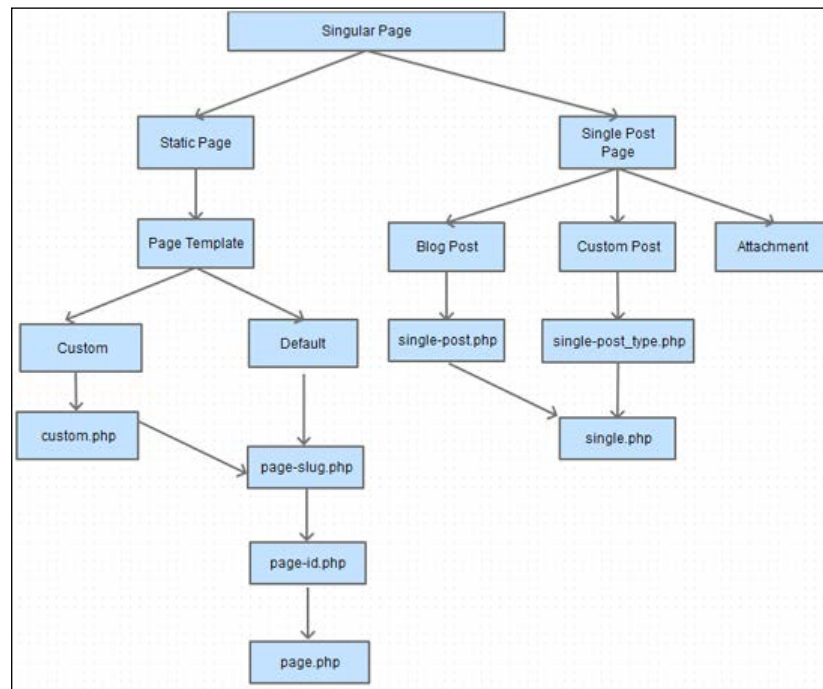 Singular Page
Static Page
Single Post
Page
Page Template
Blog Post
Custom Post
Attachment
Custom
Default
single-post.php
single-post_type.php
custom.php
page-slug.php
single.php
page-id.php
page.php